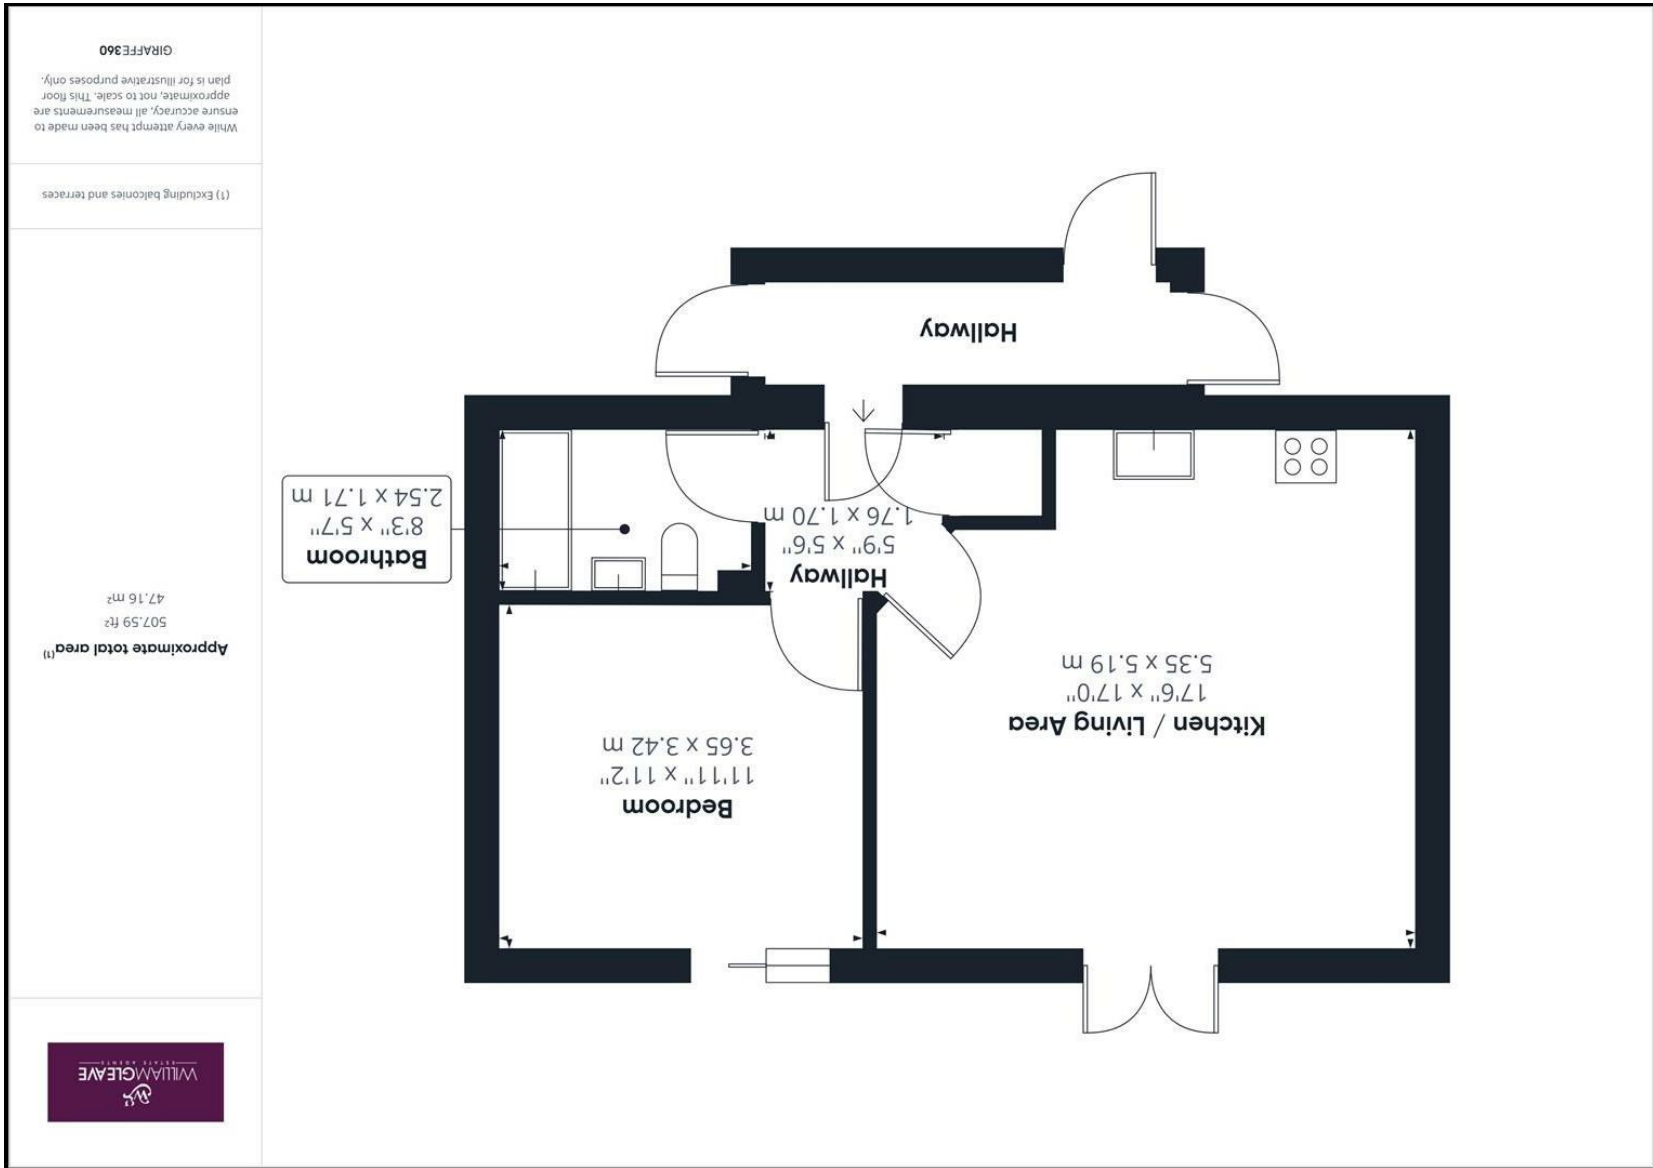 WILLIAMGLEAVE
ESTATE AGENTS
Approximate total area(1)
507.59 ft²
47.16 m²
(1) Excluding balconies and terraces
While every attempt has been made to
ensure accuracy, all measurements are
approximate, not to scale. This floor
plan is for illustrative purposes only.
GIRAFFE360
Kitchen / Living Area
17'6" x 17'0"
5.35 x 5.19 m
Bedroom
11'11" x 11'2"
3.65 x 3.42 m
Hallway
5'9" x 5'6"
1.76 x 1.70 m
Bathroom
8'3" x 5'7"
2.54 x 1.71 m
Hallway